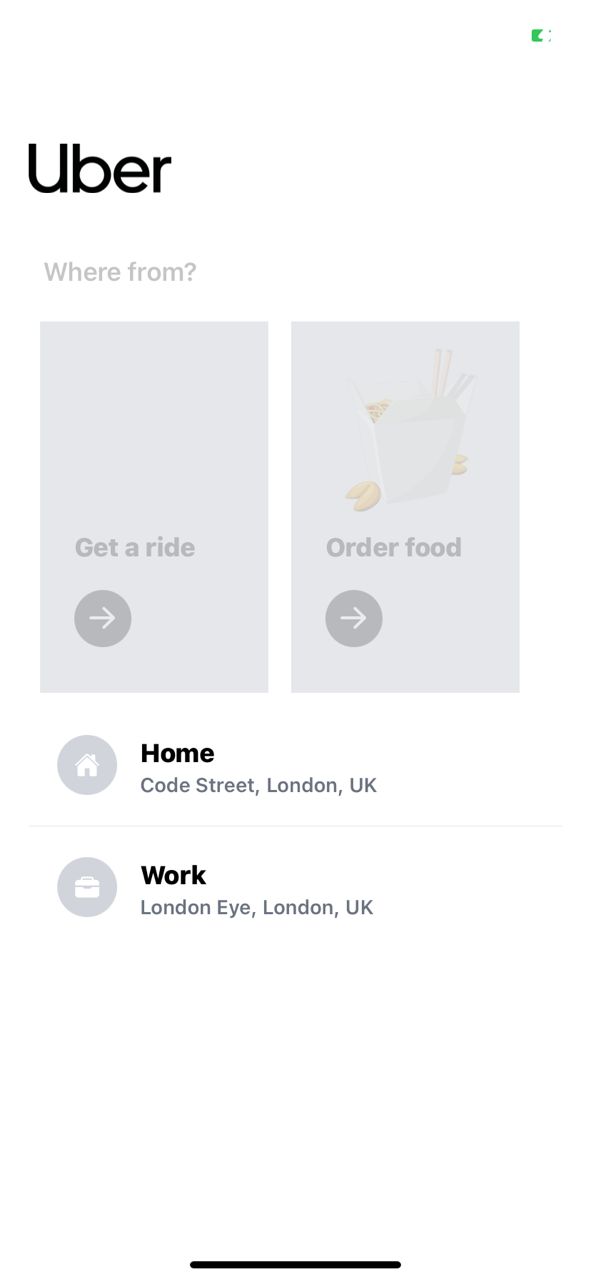 Uber
Where from?
Get a ride
Order food
Home
Code Street, London, UK
Work
London Eye, London, UK